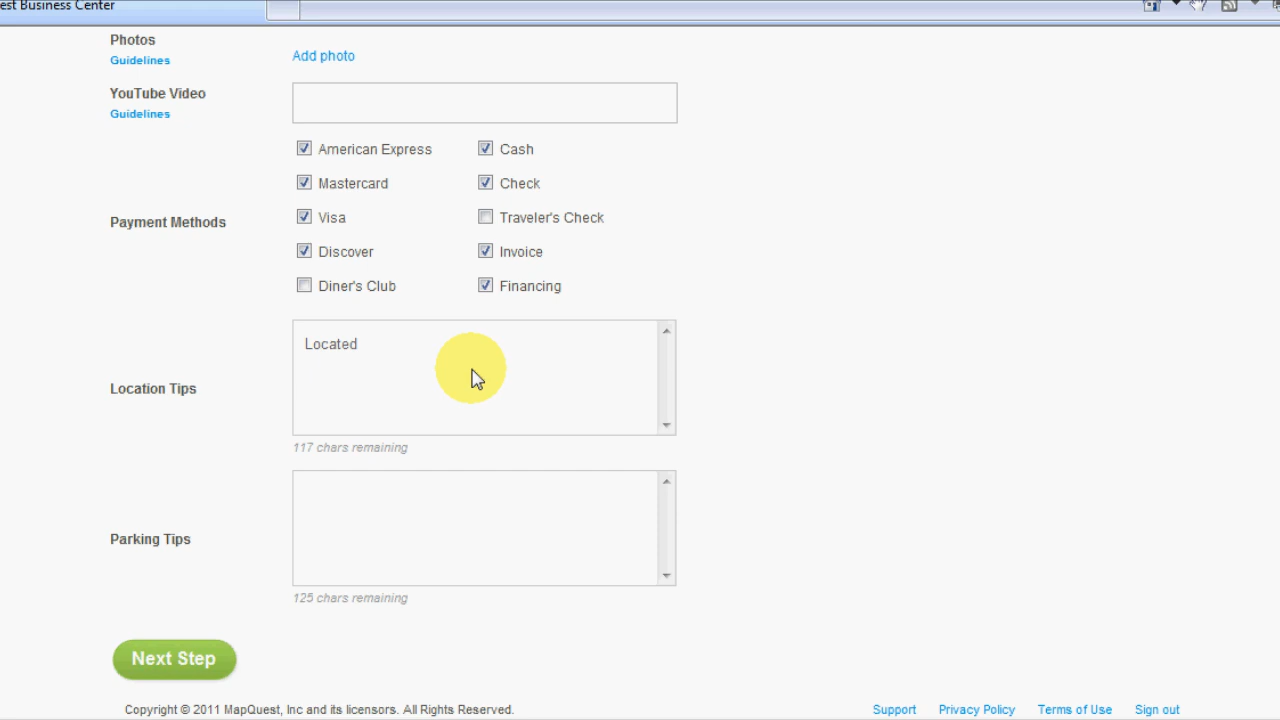 est Business Center
Photos
Guidelines
Add photo
YouTube Video
Guidelines
American Express Cash
Mastercard Check
Payment Methods
Visa Traveler's Check
Discover Invoice
Diner's Club Financing
Located
Location Tips
117 chars remaining
Parking Tips
125 chars remaining
Next Step
Copyright © 2011 MapQuest, Inc and its licensors. All Rights Reserved. Support Privacy Policy Terms of Use Sign out